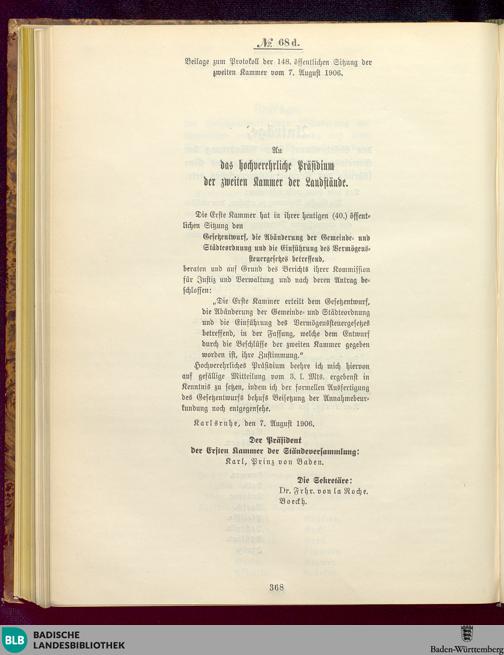 № 68d.
Beilage zum Protokoll der 148. öffentlichen Sitzung der
zweiten Kammer vom 7. August 1906.
An
das hochverehrliche Präsidium
der zweiten Kammer der Landstände.
Die Erste Kammer hat in ihrer heutigen (40.) öffent-
lichen Sitzung den
Gesetzentwurf, die Abänderung der Gemeinde- und
Städteordnung und die Einführung des Vermögens-
steuergesetzes betreffend,
beraten und auf Grund des Berichts ihrer Kommission
für Justiz und Verwaltung und nach deren Antrag be-
schlossen:
„Die Erste Kammer erteilt dem Gesetzentwurf,
die Abänderung der Gemeinde- und Städteordnung
und die Einführung des Vermögenssteuergesetzes
betreffend, in der Fassung, welche dem Entwurf
durch die Beschlüsse der zweiten Kammer gegeben
worden ist, ihre Zustimmung."
Hochverehrliches Präsidium beehre ich mich hiervon
auf gefällige Mitteilung vom 3. l. Mts. ergebenst in
Kenntnis zu setzen, indem ich der formellen Ausfertigung
des Gesetzentwurfs behufs Beisetzung der Annahmebeur-
kundung noch entgegensehe.
Karlsruhe, den 7. August 1906.
Der Präsident
der Ersten Kammer der Ständeversammlung:
Karl, Prinz von Baden.
Die Sekretäre:
Dr. Frhr. von la Roche.
Boeckh.
368
BLB
BADISCHE
LANDESBIBLIOTHEK
Baden-Württemberg